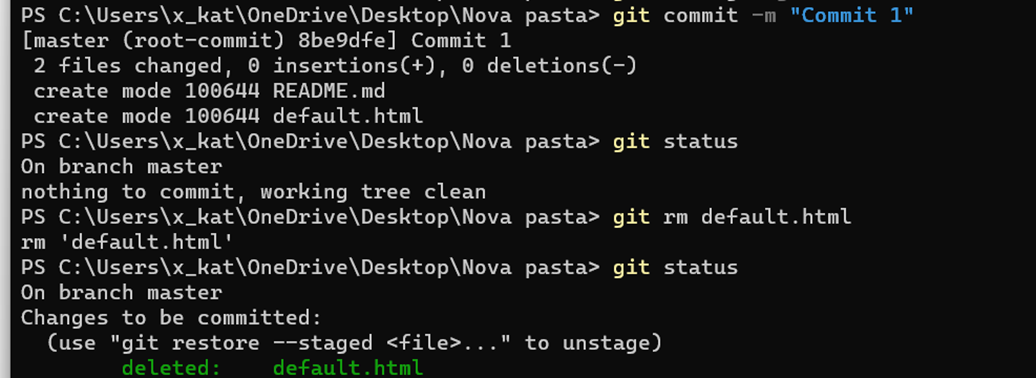 PS C:\Users\x_kat\OneDrive\Desktop\Nova pasta> git commit -m "Commit 1"
[master (root-commit) 8be9dfe] Commit 1
 2 files changed, 0 insertions(+), 0 deletions(-)
 create mode 100644 README.md
 create mode 100644 default.html
PS C:\Users\x_kat\OneDrive\Desktop\Nova pasta> git status
On branch master
nothing to commit, working tree clean
PS C:\Users\x_kat\OneDrive\Desktop\Nova pasta> git rm default.html
rm 'default.html'
PS C:\Users\x_kat\OneDrive\Desktop\Nova pasta> git status
On branch master
Changes to be committed:
  (use "git restore --staged <file>..." to unstage)
        deleted:    default.html